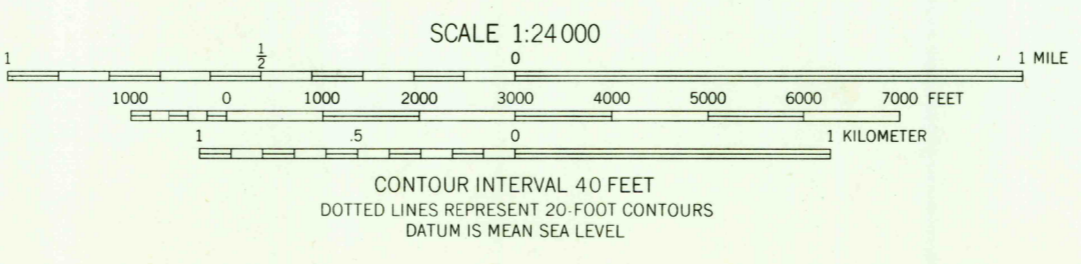 SCALE 1:24 000
1 1/2 0 1 MILE
1000 0 1000 2000 3000 4000 5000 6000 7000 FEET
1 .5 0 1 KILOMETER
CONTOUR INTERVAL 40 FEET
DOTTED LINES REPRESENT 20-FOOT CONTOURS
DATUM IS MEAN SEA LEVEL